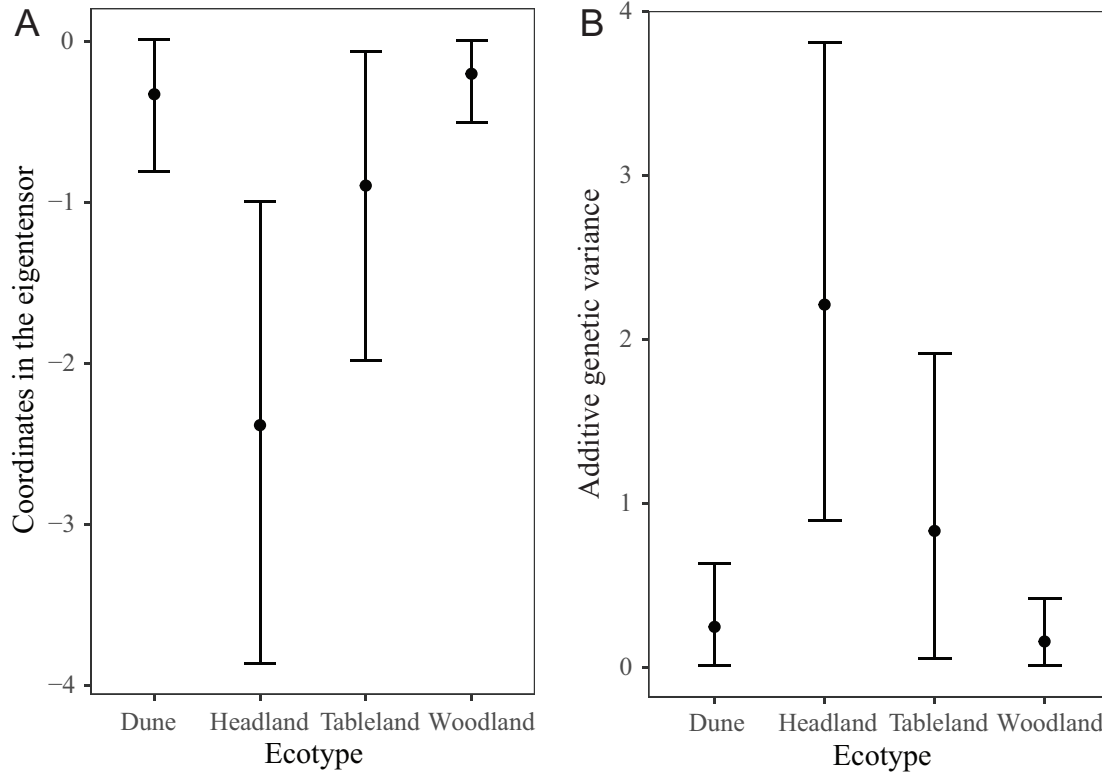 A
Coordinates in the eigentensor
0
−1
−2
−3
−4
Dune Headland Tableland Woodland
Ecotype
B
Additive genetic variance
4
3
2
1
0
Dune Headland Tableland Woodland
Ecotype